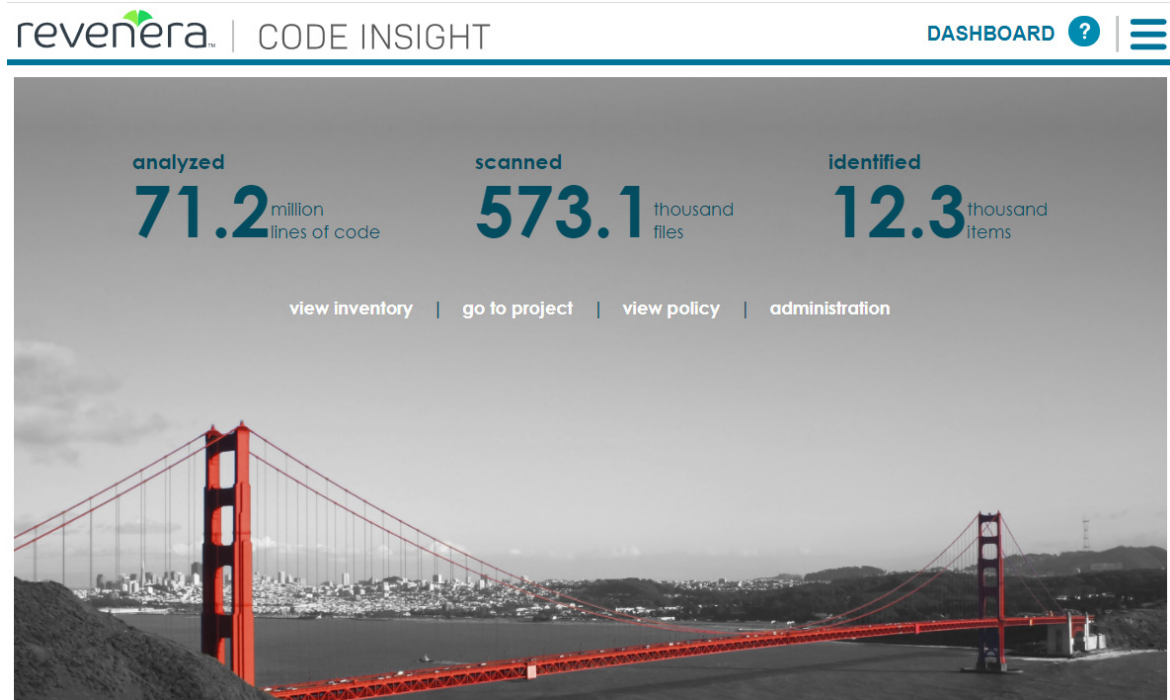 revenera™ | CODE INSIGHT
DASHBOARD ?
analyzed
71.2 million
lines of code
scanned
573.1 thousand
files
identified
12.3 thousand
items
view inventory | go to project | view policy | administration